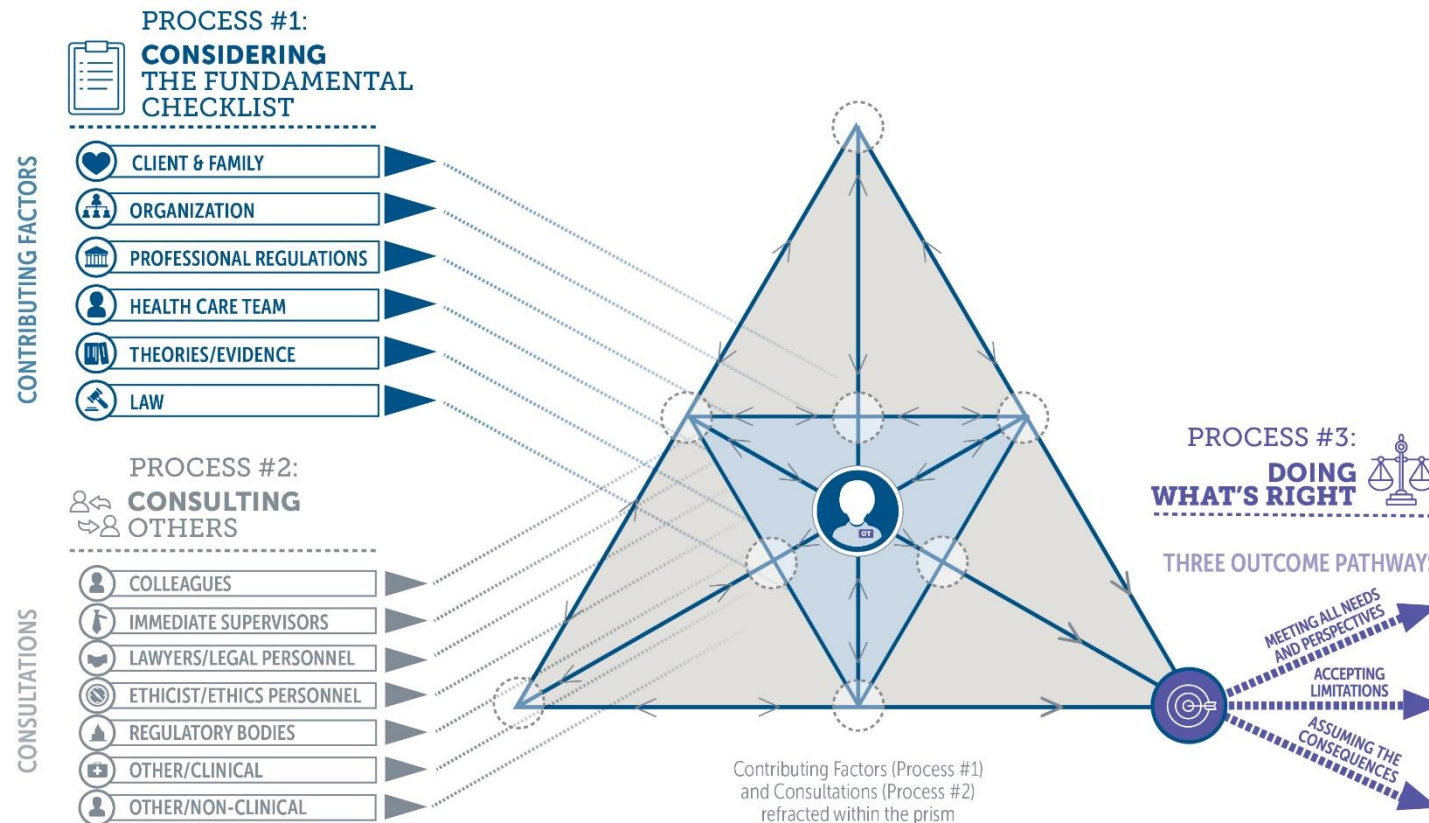 PROCESS #1:
CONSIDERING
THE FUNDAMENTAL
CHECKLIST
CONTRIBUTING FACTORS
CLIENT & FAMILY
ORGANIZATION
PROFESSIONAL REGULATIONS
HEALTH CARE TEAM
THEORIES/EVIDENCE
LAW
PROCESS #2:
CONSULTING
OTHERS
CONSULTATIONS
COLLEAGUES
IMMEDIATE SUPERVISORS
LAWYERS/LEGAL PERSONNEL
ETHICIST/ETHICS PERSONNEL
REGULATORY BODIES
OTHER/CLINICAL
OTHER/NON-CLINICAL
OT
Contributing Factors (Process #1)
and Consultations (Process #2)
refracted within the prism
PROCESS #3:
DOING
WHAT'S RIGHT
THREE OUTCOME PATHWAYS
MEETING ALL NEEDS
AND PERSPECTIVES
ACCEPTING
LIMITATIONS
ASSUMING THE
CONSEQUENCES